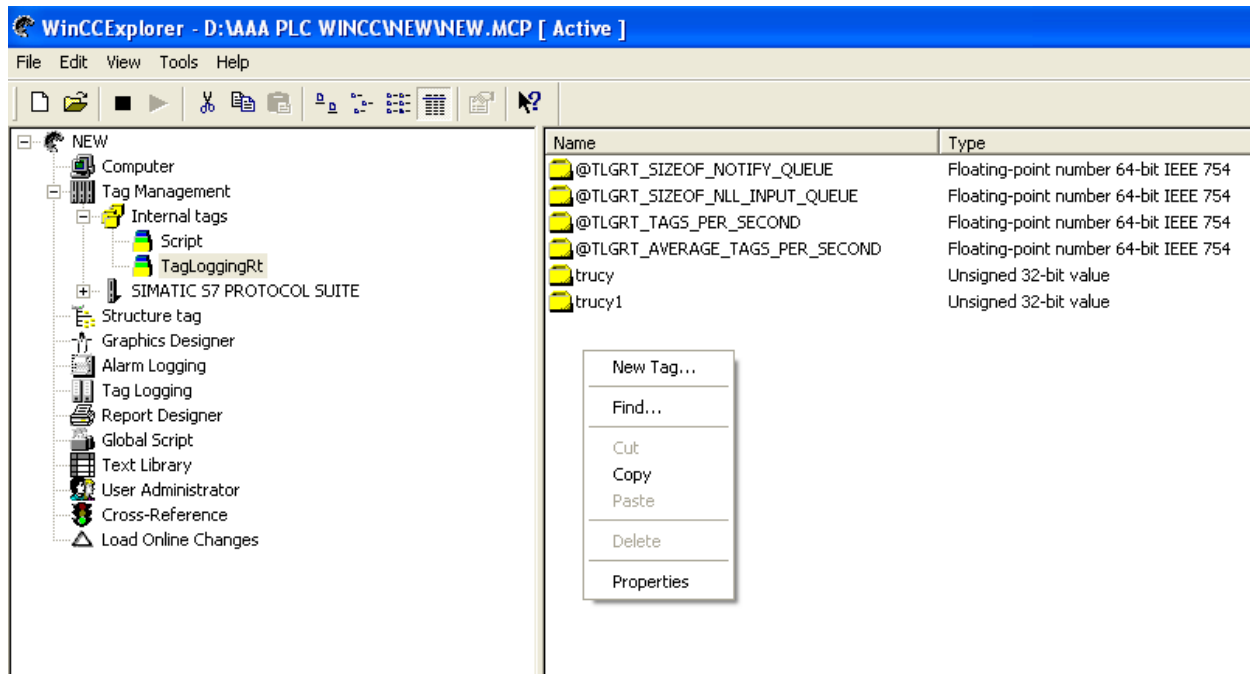 WinCCExplorer - D:\AAA PLC WINCC\NEW\NEW.MCP [ Active ]
File Edit View Tools Help
NEW
Computer
Tag Management
Internal tags
Script
TagLoggingRt
SIMATIC S7 PROTOCOL SUITE
Structure tag
Graphics Designer
Alarm Logging
Tag Logging
Report Designer
Global Script
Text Library
User Administrator
Cross-Reference
Load Online Changes
Name Type
@TLGRT_SIZEOF_NOTIFY_QUEUE Floating-point number 64-bit IEEE 754
@TLGRT_SIZEOF_NLL_INPUT_QUEUE Floating-point number 64-bit IEEE 754
@TLGRT_TAGS_PER_SECOND Floating-point number 64-bit IEEE 754
@TLGRT_AVERAGE_TAGS_PER_SECOND Floating-point number 64-bit IEEE 754
trucy Unsigned 32-bit value
trucy1 Unsigned 32-bit value
New Tag...
Find...
Cut
Copy
Paste
Delete
Properties